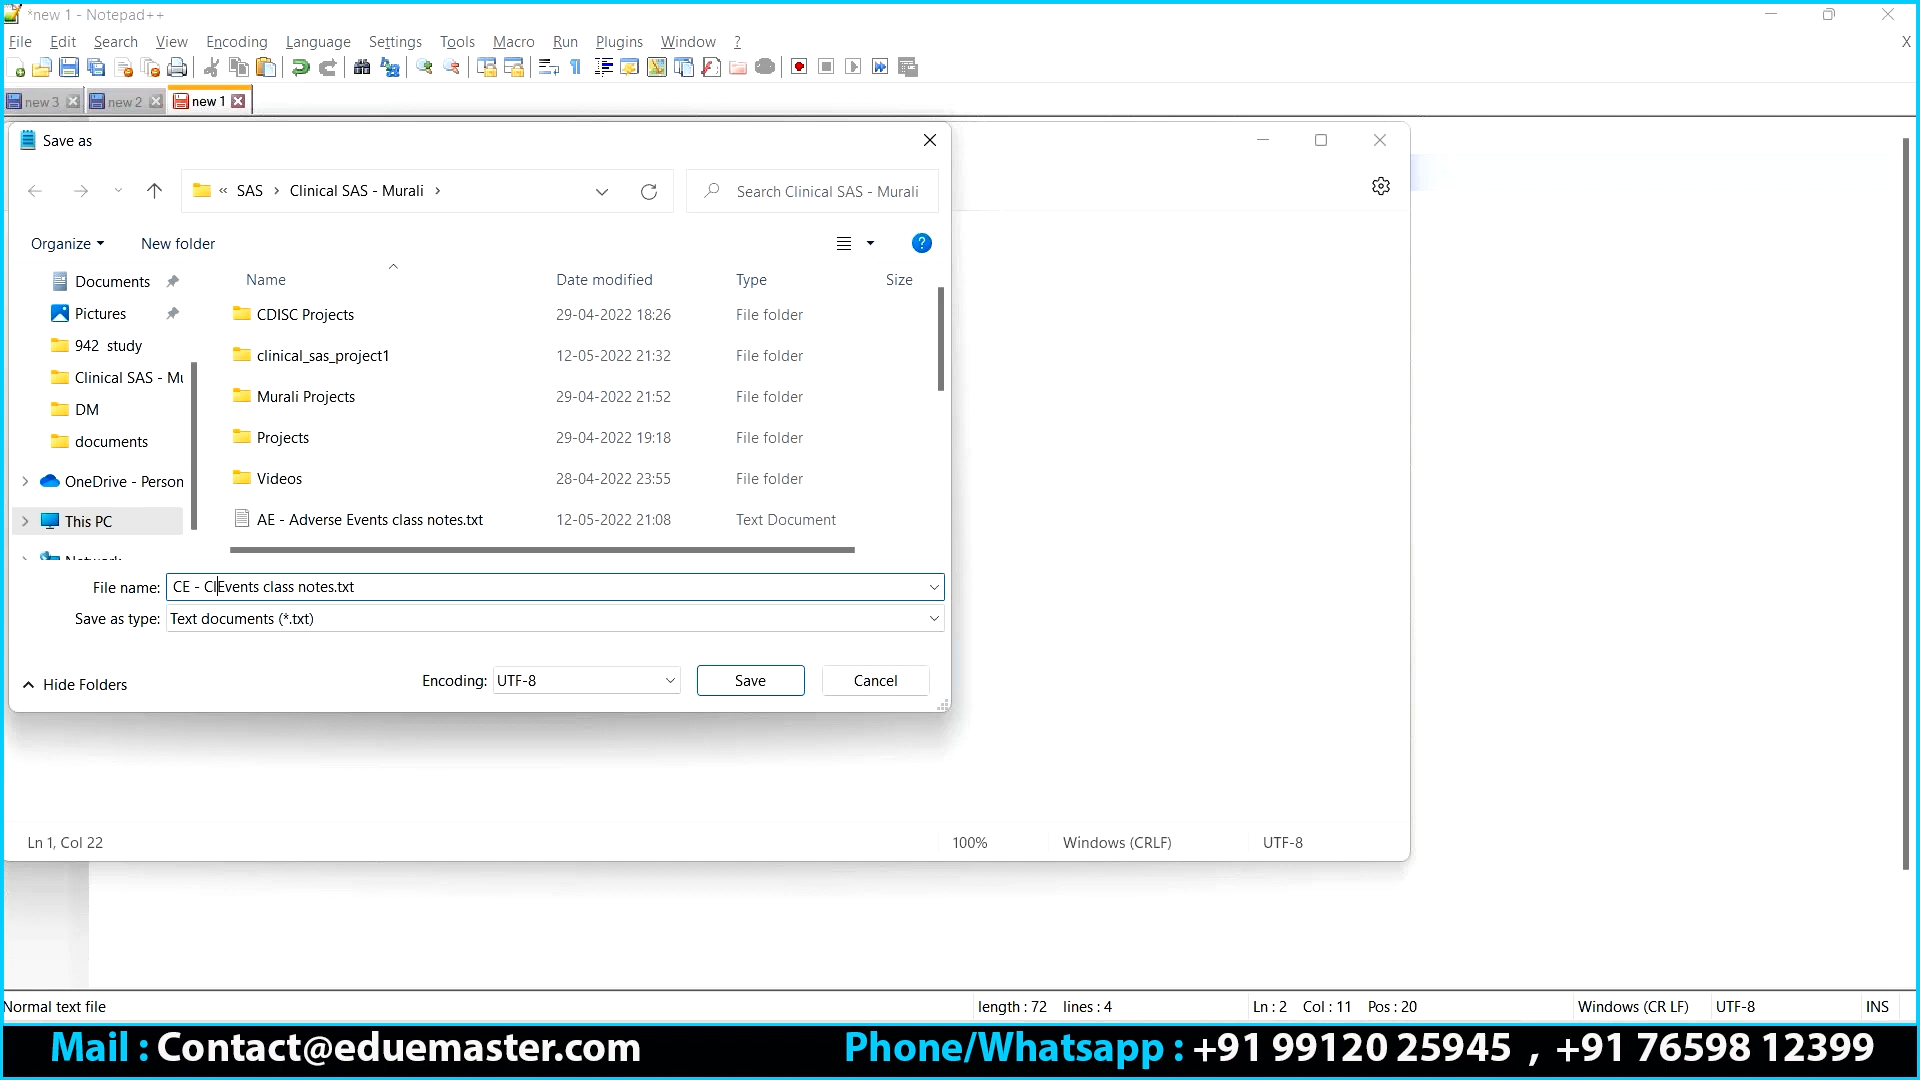 *new 1 - Notepad++
File Edit Search View Encoding Language Settings Tools Macro Run Plugins Window ? X
new 3 new 2 new 1
Save as
« SAS > Clinical SAS - Murali > Search Clinical SAS - Murali
Organize New folder ?
Name Date modified Type Size
Documents
Pictures
942 study
Clinical SAS - Mu
DM
documents
OneDrive - Person
This PC
Network
CDISC Projects 29-04-2022 18:26 File folder
clinical_sas_project1 12-05-2022 21:32 File folder
Murali Projects 29-04-2022 21:52 File folder
Projects 29-04-2022 19:18 File folder
Videos 28-04-2022 23:55 File folder
AE - Adverse Events class notes.txt 12-05-2022 21:08 Text Document
File name: CE - ClEvents class notes.txt
Save as type: Text documents (*.txt)
Hide Folders Encoding: UTF-8 Save Cancel
Ln 1, Col 22 100% Windows (CRLF) UTF-8
Normal text file length : 72 lines : 4 Ln : 2 Col : 11 Pos : 20 Windows (CR LF) UTF-8 INS
Mail : Contact@eduemaster.com Phone/Whatsapp : +91 99120 25945 , +91 76598 12399